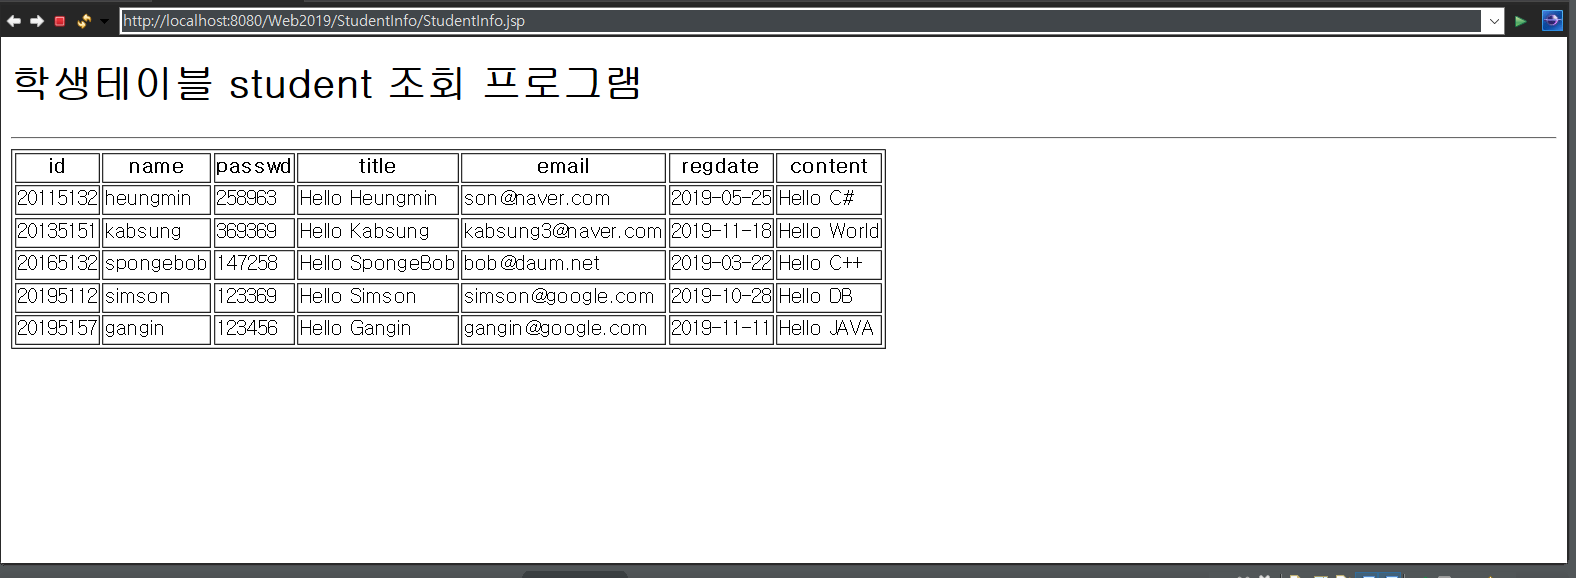 http://localhost:8080/Web2019/StudentInfo/StudentInfo.jsp
학생테이블 student 조회 프로그램
id name passwd title email regdate content
20115132 heungmin 258963 Hello Heungmin son@naver.com 2019-05-25 Hello C#
20135151 kabsung 369369 Hello Kabsung kabsung3@naver.com 2019-11-18 Hello World
20165132 spongebob 147258 Hello SpongeBob bob@daum.net 2019-03-22 Hello C++
20195112 simson 123369 Hello Simson simson@google.com 2019-10-28 Hello DB
20195157 gangin 123456 Hello Gangin gangin@google.com 2019-11-11 Hello JAVA